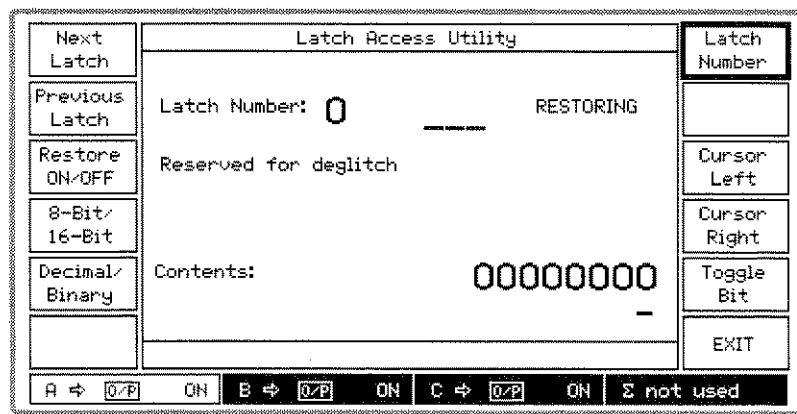 Next
Latch
Previous
Latch
Restore
ON/OFF
8-Bit/
16-Bit
Decimal/
Binary
Latch Access Utility
Latch Number: 0 ___ RESTORING
Reserved for deglitch
Contents: 00000000
Latch
Number
Cursor
Left
Cursor
Right
Toggle
Bit
EXIT
A ⇨ O/P ON B ⇨ O/P ON C ⇨ O/P ON Σ not used